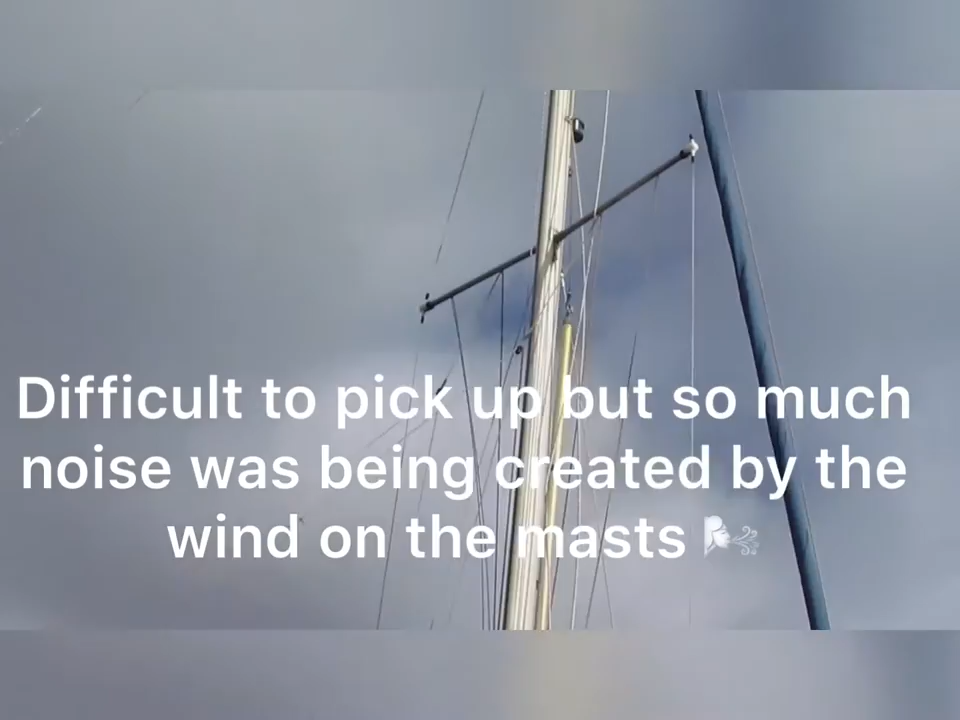 Difficult to pick up but so much
noise was being created by the
wind on the masts 🌬️